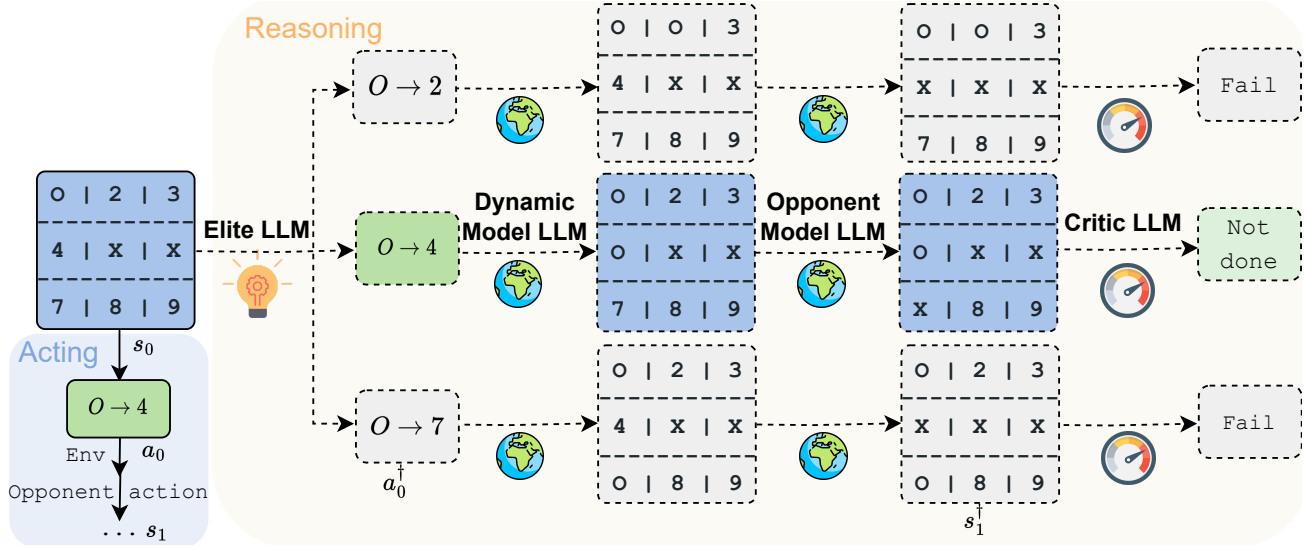 Reasoning
O → 2
O | O | 3
4 | X | X
7 | 8 | 9
O | O | 3
X | X | X
7 | 8 | 9
Fail
O | 2 | 3
4 | X | X
7 | 8 | 9
Elite LLM
O → 4
Dynamic
Model LLM
O | 2 | 3
O | X | X
7 | 8 | 9
Opponent
Model LLM
O | 2 | 3
O | X | X
X | 8 | 9
Critic LLM
Not
done
O → 7
a₀†
O | 2 | 3
4 | X | X
O | 8 | 9
O | 2 | 3
X | X | X
O | 8 | 9
s₁†
Fail
Acting
s₀
O → 4
Env
a₀
Opponent action
... s₁